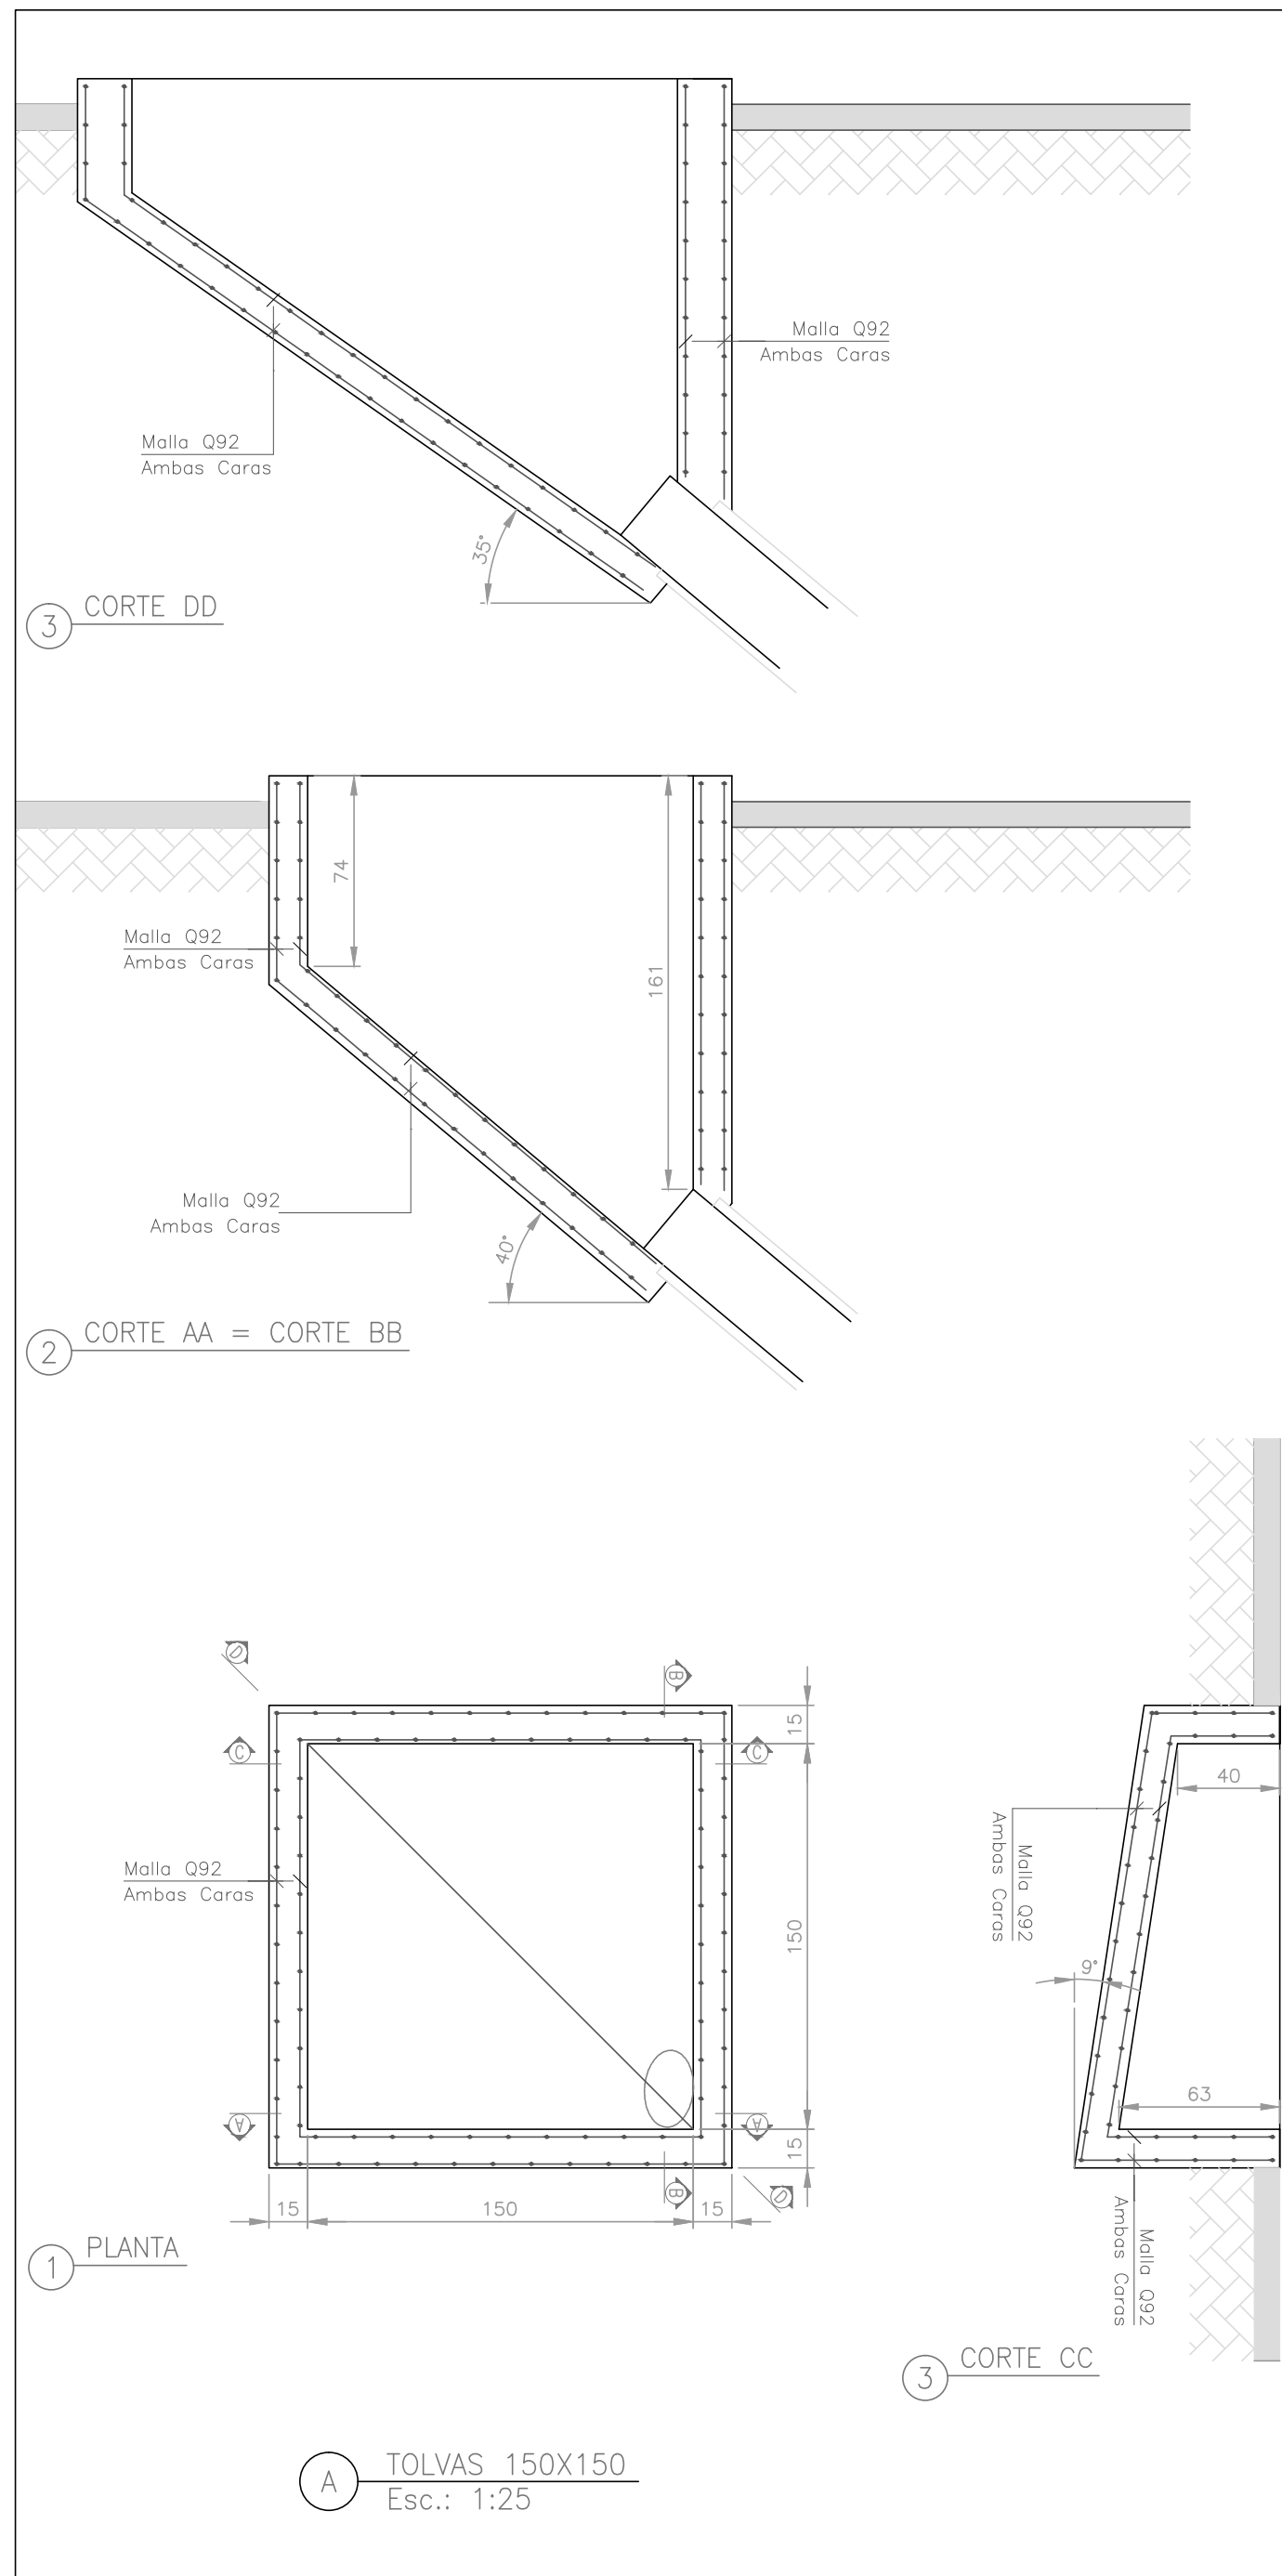 Malla Q92
Ambas Caras
Malla Q92
Ambas Caras
35°
3
CORTE DD
74
161
Malla Q92
Ambas Caras
Malla Q92
Ambas Caras
40°
2
CORTE AA = CORTE BB
D
B
C
C
15
40
Malla Q92
Ambas Caras
Malla Q92
Ambas Caras
150
9°
63
A
A
15
B
D
15
150
15
Malla Q92
Ambas Caras
1
PLANTA
3
CORTE CC
A
TOLVAS 150X150
Esc.: 1:25